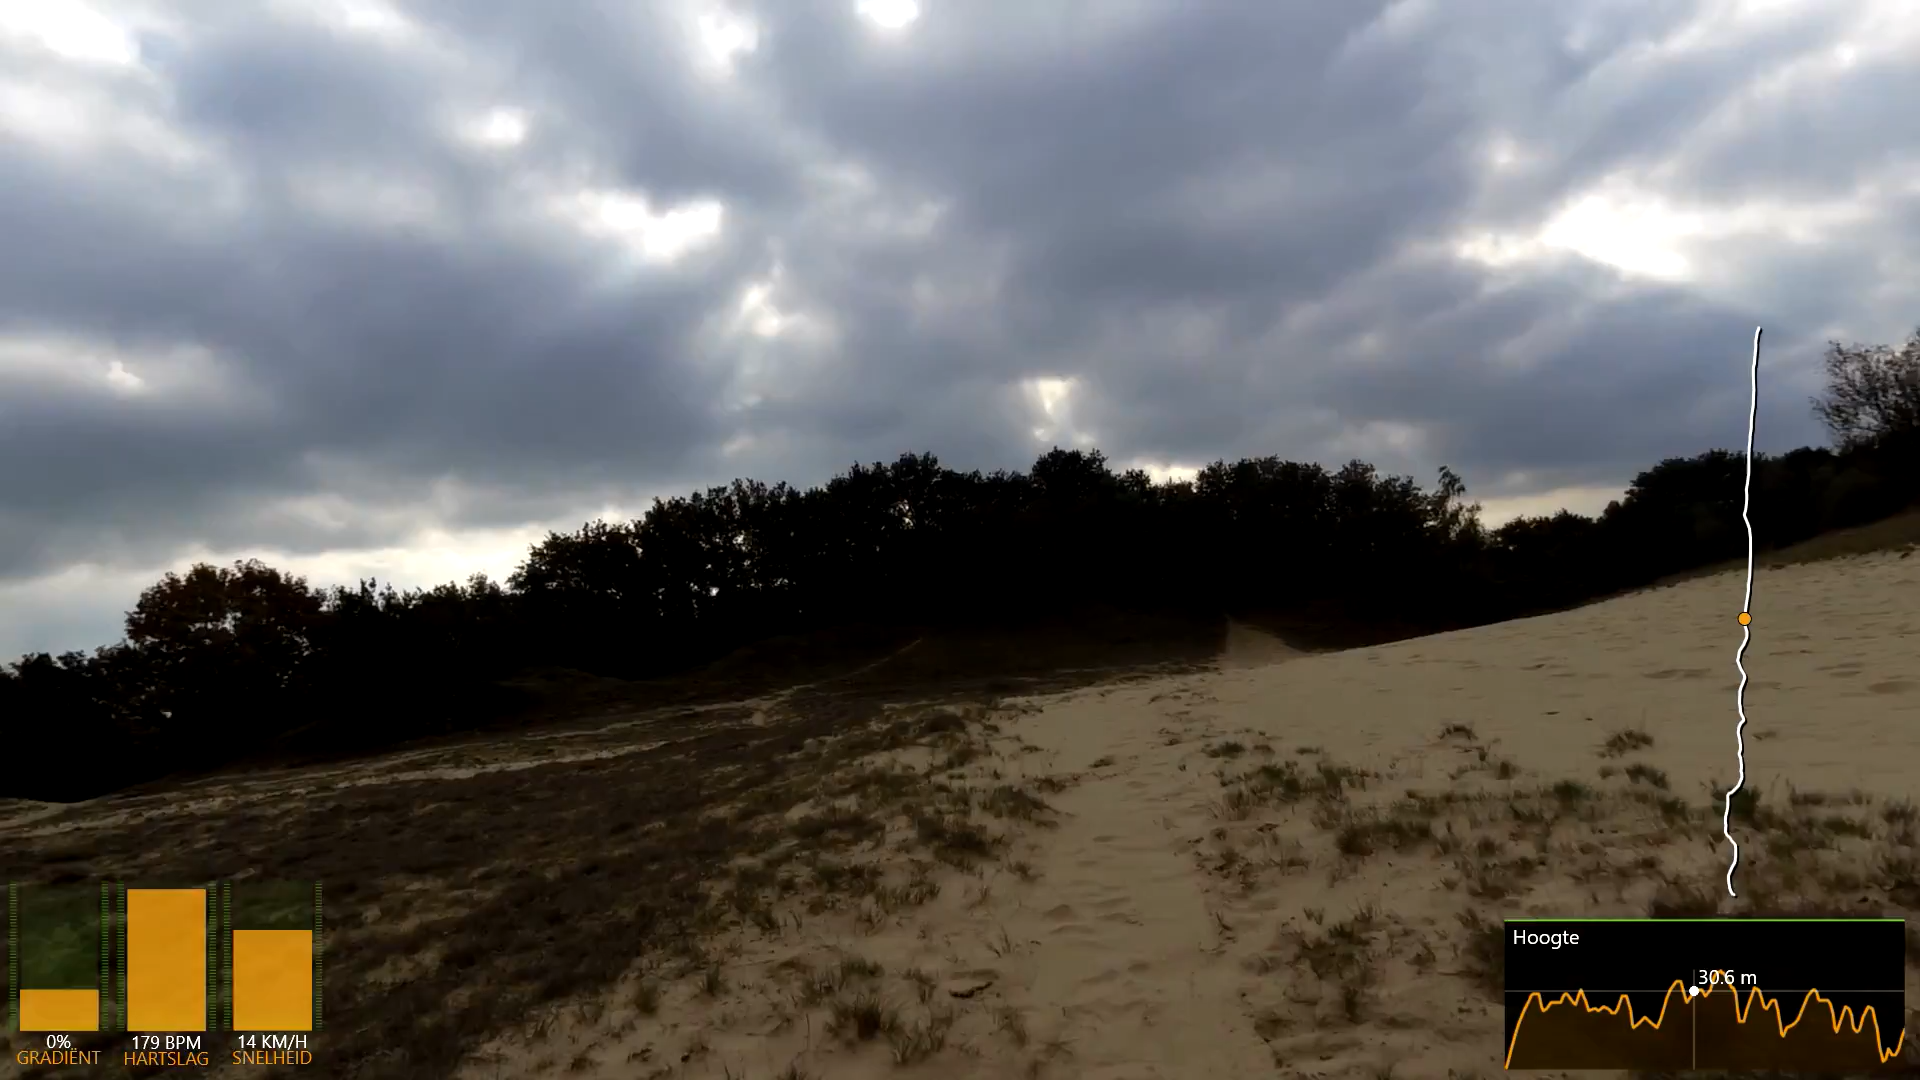 Hoogte
30.6 m
0%
GRADIËNT
179 BPM
HARTSLAG
14 KM/H
SNELHEID